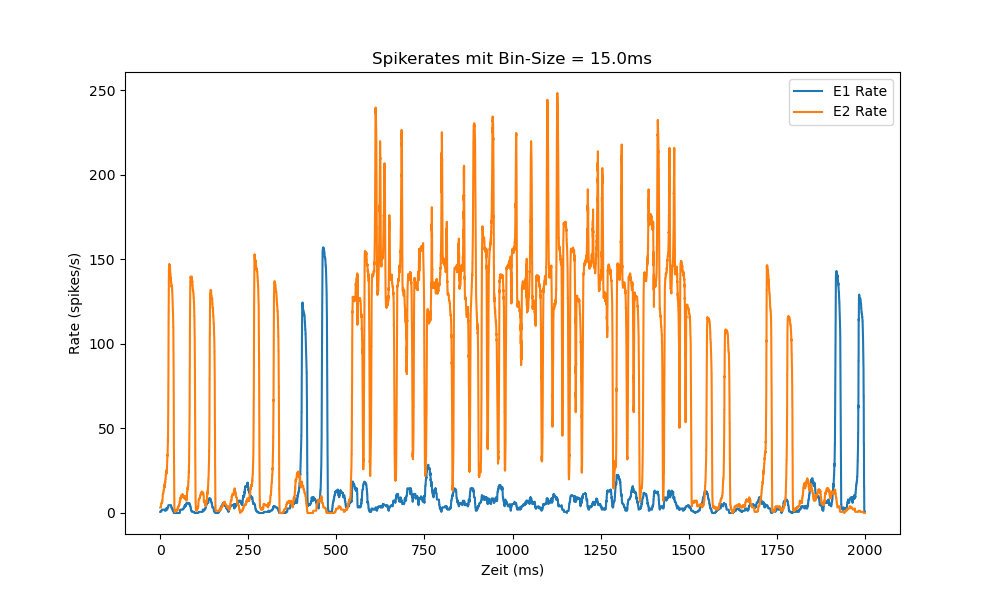 Spikerates mit Bin-Size = 15.0ms
E1 Rate
E2 Rate
250
200
150
100
50
0
Rate (spikes/s)
0 250 500 750 1000 1250 1500 1750 2000
Zeit (ms)